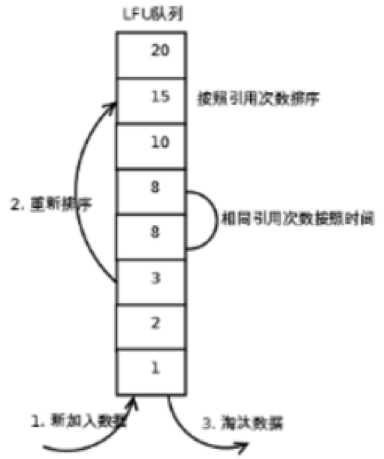 LFU队列
20
15
按照引用次数排序
10
8
2. 重新排序
8
相同引用次数按照时间
3
2
1
1. 新加入数据
3. 淘汰数据